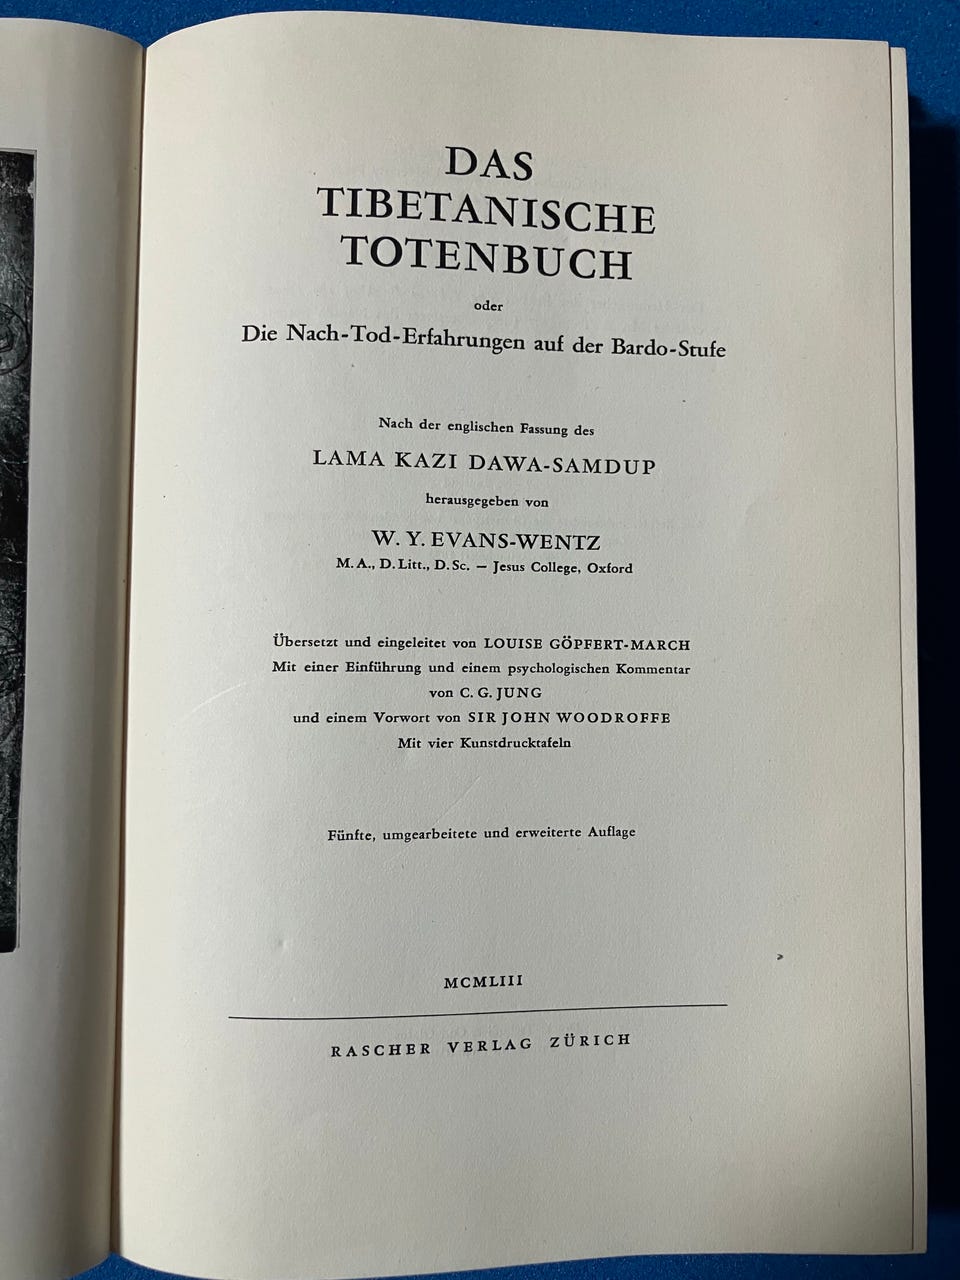 DAS
TIBETANISCHE
TOTENBUCH
oder
Die Nach-Tod-Erfahrungen auf der Bardo-Stufe
Nach der englischen Fassung des
LAMA KAZI DAWA-SAMDUP
herausgegeben von
W. Y. EVANS-WENTZ
M. A., D. Litt., D. Sc. — Jesus College, Oxford
Übersetzt und eingeleitet von LOUISE GÖPFERT-MARCH
Mit einer Einführung und einem psychologischen Kommentar
von C. G. JUNG
und einem Vorwort von SIR JOHN WOODROFFE
Mit vier Kunstdrucktafeln
Fünfte, umgearbeitete und erweiterte Auflage
MCMLIII
RASCHER VERLAG ZÜRICH